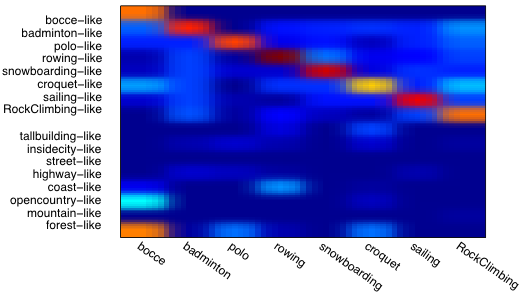 bocce-like
badminton-like
polo-like
rowing-like
snowboarding-like
croquet-like
sailing-like
RockClimbing-like
tallbuilding-like
insidecity-like
street-like
highway-like
coast-like
opencountry-like
mountain-like
forest-like
bocce
badminton
polo
rowing
snowboarding
croquet
sailing
RockClimbing